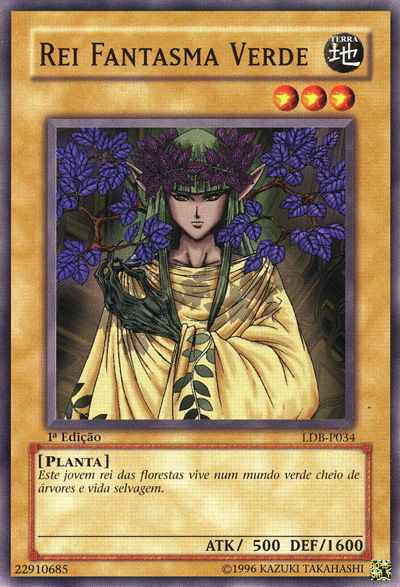 REI FANTASMA VERDE
TERRA
地
1ª Edição
LDB-P034
[PLANTA]
Este jovem rei das florestas vive num mundo verde cheio de
árvores e vida selvagem.
ATK/ 500 DEF/1600
22910685
©1996 KAZUKI TAKAHASHI